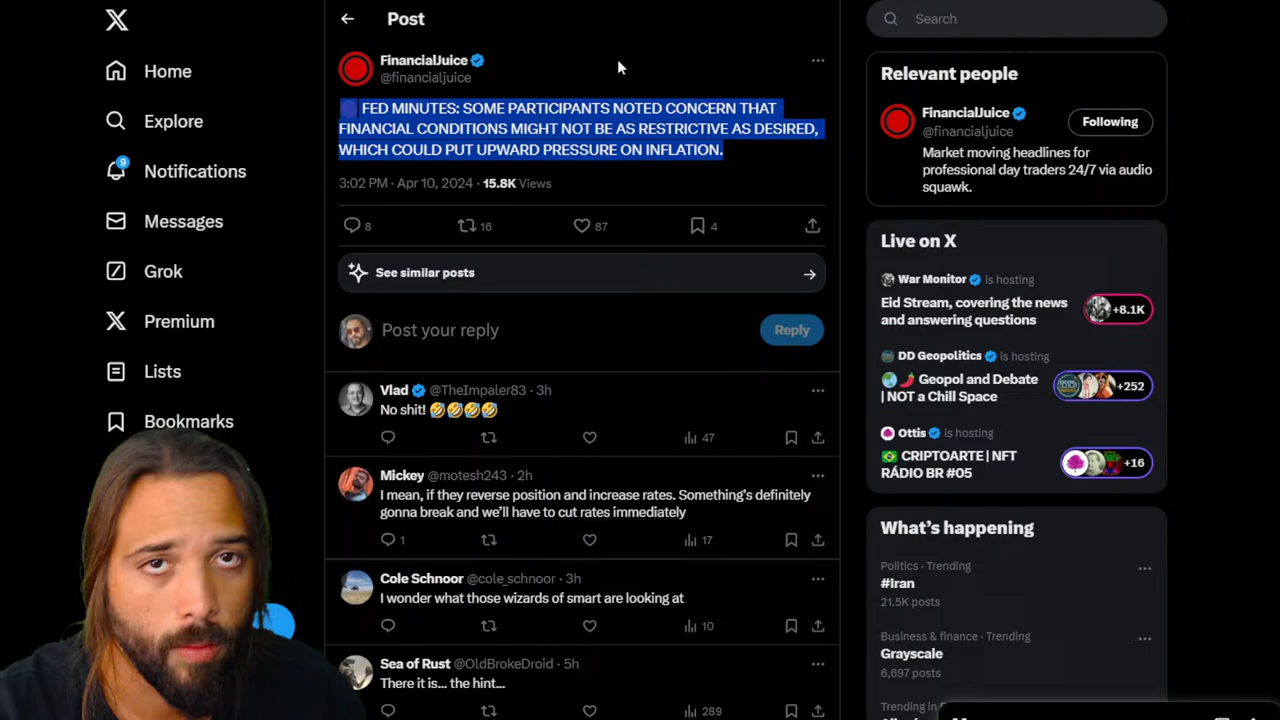 Home
Explore
9
Notifications
Messages
Grok
Premium
Lists
Bookmarks
Post
FinancialJuice
@financialjuice
FED MINUTES: SOME PARTICIPANTS NOTED CONCERN THAT
FINANCIAL CONDITIONS MIGHT NOT BE AS RESTRICTIVE AS DESIRED,
WHICH COULD PUT UPWARD PRESSURE ON INFLATION.
3:02 PM · Apr 10, 2024 · 15.8K Views
8 16 87 4
See similar posts
Post your reply
Reply
Vlad @TheImpaler83 · 3h
No shit! 🤣🤣🤣🤣
47
Mickey @motesh243 · 2h
I mean, if they reverse position and increase rates. Something's definitely
gonna break and we'll have to cut rates immediately
1 17
Cole Schnoor @cole_schnoor · 3h
I wonder what those wizards of smart are looking at
10
Sea of Rust @OldBrokeDroid · 5h
There it is... the hint...
289
Search
Relevant people
FinancialJuice
@financialjuice
Following
Market moving headlines for
professional day traders 24/7 via audio
squawk.
Live on X
War Monitor is hosting
Eid Stream, covering the news
and answering questions
+8.1K
DD Geopolitics is hosting
🌏🌶️ Geopol and Debate
| NOT a Chill Space
+252
Ottis is hosting
🇧🇷 CRIPTOARTE | NFT
RÁDIO BR #05
+16
What's happening
Politics · Trending
#Iran
21.5K posts
Business & finance · Trending
Grayscale
6,697 posts